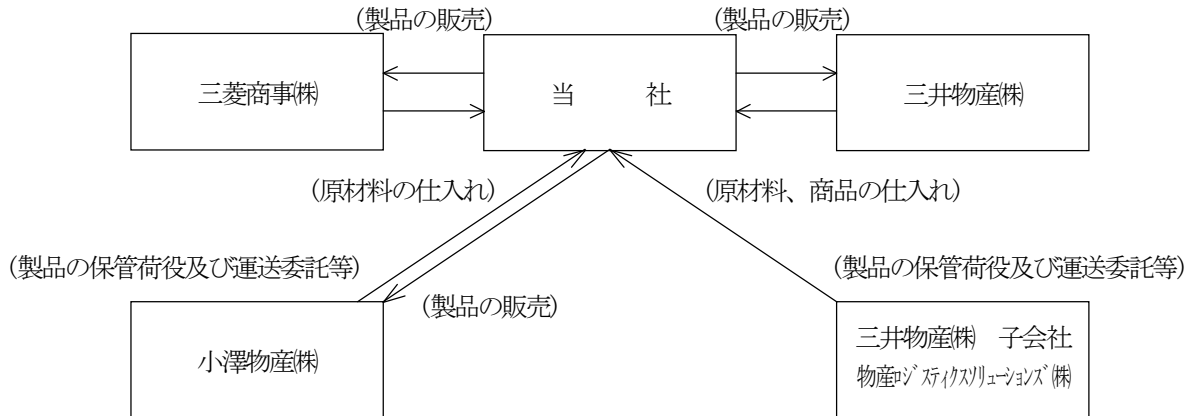 (製品の販売) (製品の販売)
三菱商事㈱ 当 社 三井物産㈱
(原材料の仕入れ) (原材料、商品の仕入れ)
(製品の保管荷役及び運送委託等) (製品の保管荷役及び運送委託等)
(製品の販売)
小澤物産㈱
三井物産㈱ 子会社
物産ロジスティクスソリューションズ㈱